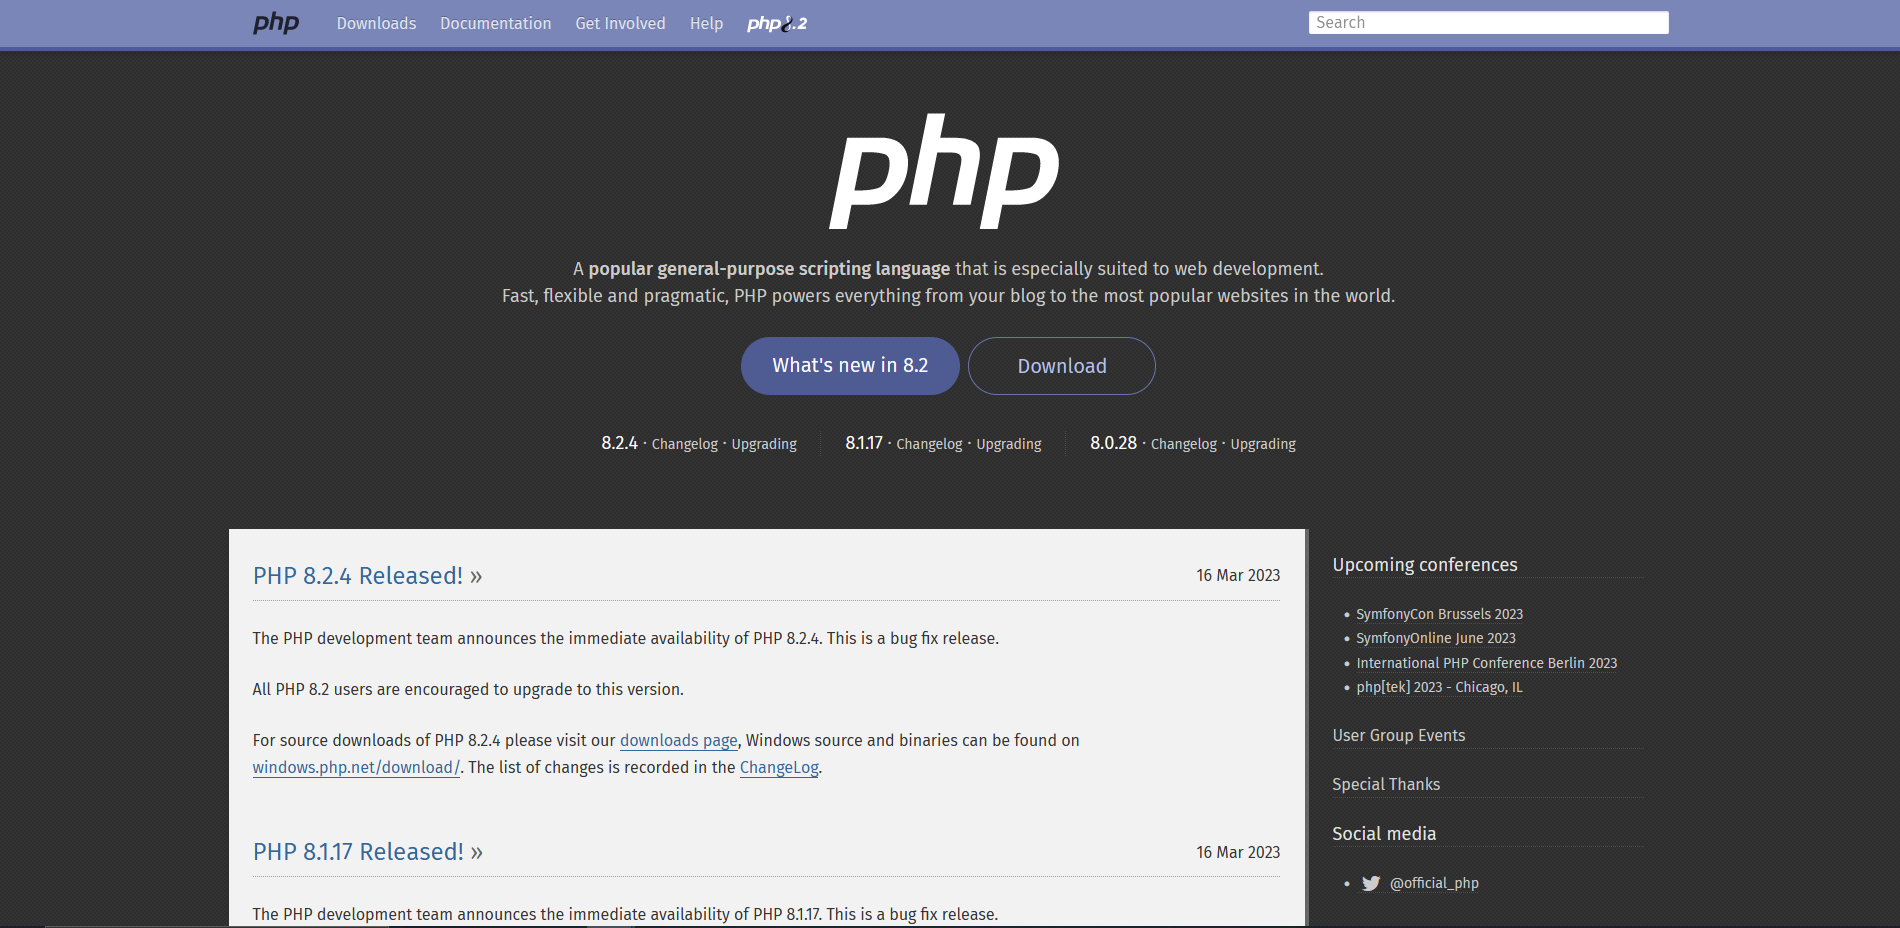 php Downloads Documentation Get Involved Help php8.2 Search
php
A popular general-purpose scripting language that is especially suited to web development.
Fast, flexible and pragmatic, PHP powers everything from your blog to the most popular websites in the world.
What's new in 8.2 Download
8.2.4 · Changelog · Upgrading 8.1.17 · Changelog · Upgrading 8.0.28 · Changelog · Upgrading
PHP 8.2.4 Released! » 16 Mar 2023
The PHP development team announces the immediate availability of PHP 8.2.4. This is a bug fix release.
All PHP 8.2 users are encouraged to upgrade to this version.
For source downloads of PHP 8.2.4 please visit our downloads page, Windows source and binaries can be found on
windows.php.net/download/. The list of changes is recorded in the ChangeLog.
PHP 8.1.17 Released! » 16 Mar 2023
The PHP development team announces the immediate availability of PHP 8.1.17. This is a bug fix release.
Upcoming conferences
• SymfonyCon Brussels 2023
• SymfonyOnline June 2023
• International PHP Conference Berlin 2023
• php[tek] 2023 - Chicago, IL
User Group Events
Special Thanks
Social media
• @official_php